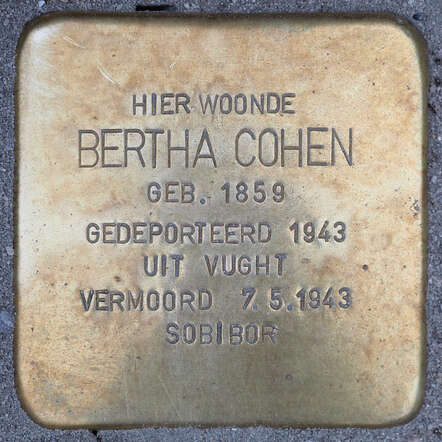 HIER WOONDE
BERTHA COHEN
GEB. 1859
GEDEPORTEERD 1943
UIT VUGHT
VERMOORD 7.5.1943
SOBIBOR